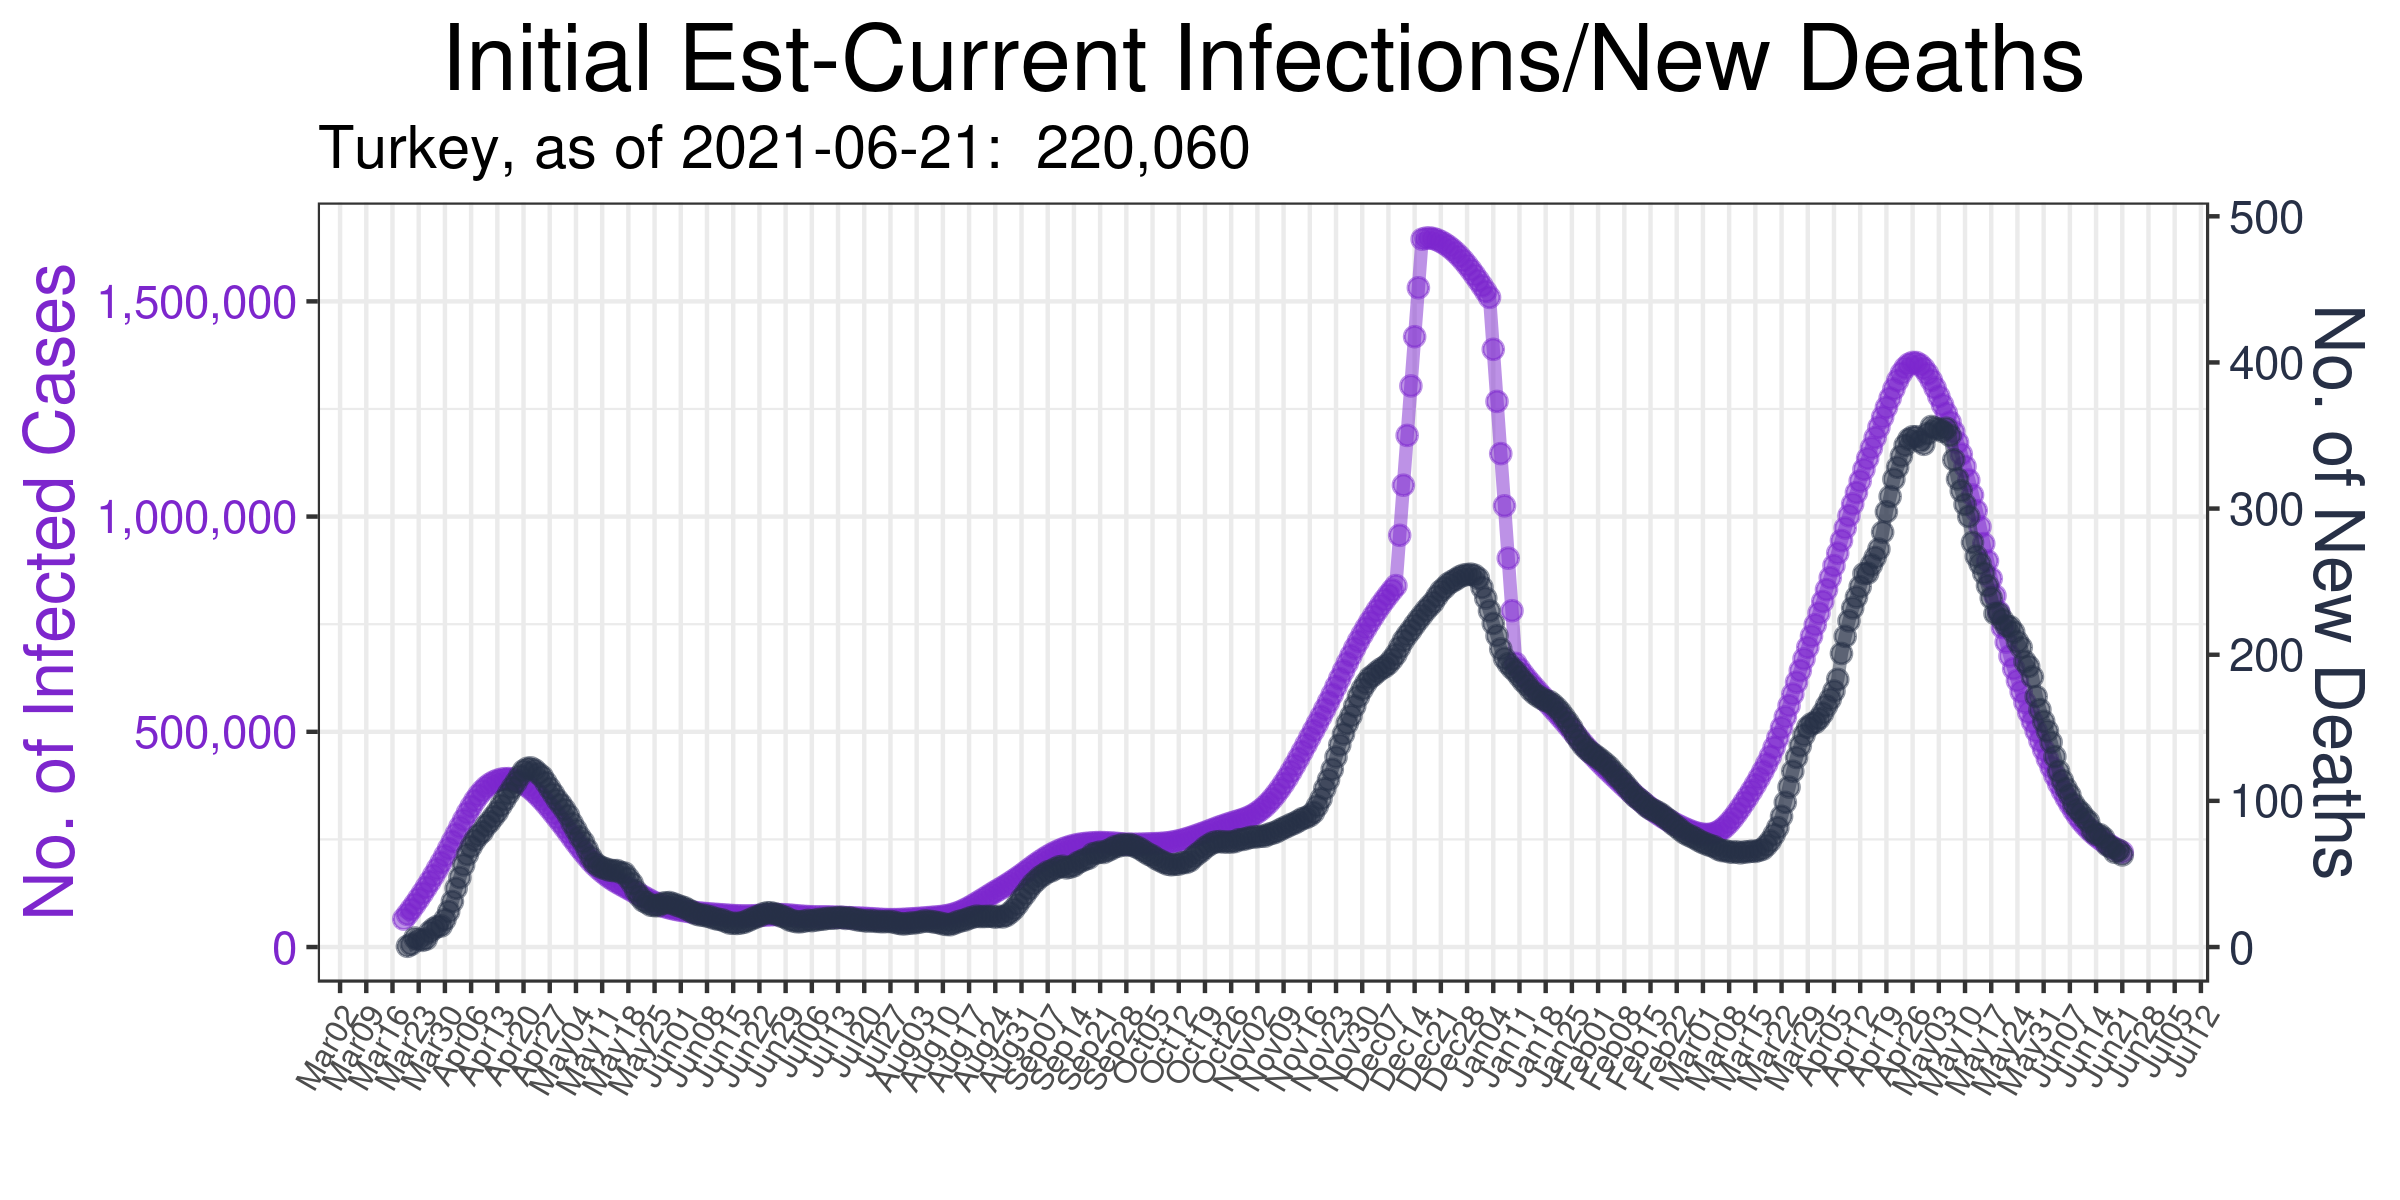 Initial Est-Current Infections/New Deaths
Turkey, as of 2021-06-21: 220,060
No. of Infected Cases
1,500,000
1,000,000
500,000
0
500
400
300
200
100
0
No. of New Deaths
Mar02
Mar09
Mar16
Mar23
Mar30
Apr06
Apr13
Apr20
Apr27
May04
May11
May18
May25
Jun01
Jun08
Jun15
Jun22
Jun29
Jul06
Jul13
Jul20
Jul27
Aug03
Aug10
Aug17
Aug24
Aug31
Sep07
Sep14
Sep21
Sep28
Oct05
Oct12
Oct19
Oct26
Nov02
Nov09
Nov16
Nov23
Nov30
Dec07
Dec14
Dec21
Dec28
Jan04
Jan11
Jan18
Jan25
Feb01
Feb08
Feb15
Feb22
Mar01
Mar08
Mar15
Mar22
Mar29
Apr05
Apr12
Apr19
Apr26
May03
May10
May17
May24
May31
Jun07
Jun14
Jun21
Jun28
Jul05
Jul12